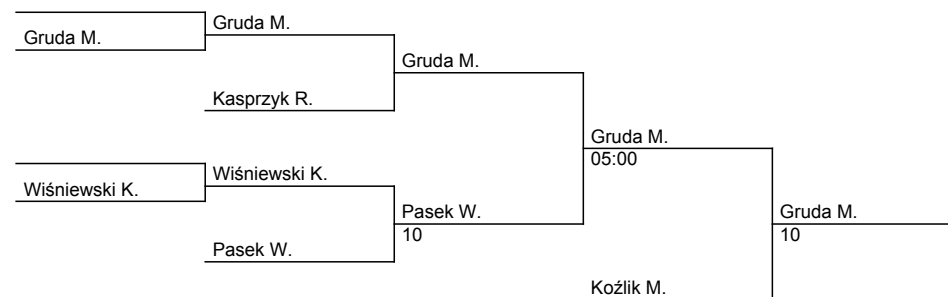 Gruda M.
Gruda M.
Gruda M.
Kasprzyk R.
Gruda M.
05:00
Wiśniewski K.
Wiśniewski K.
Pasek W.
10
Gruda M.
10
Pasek W.
Koźlik M.